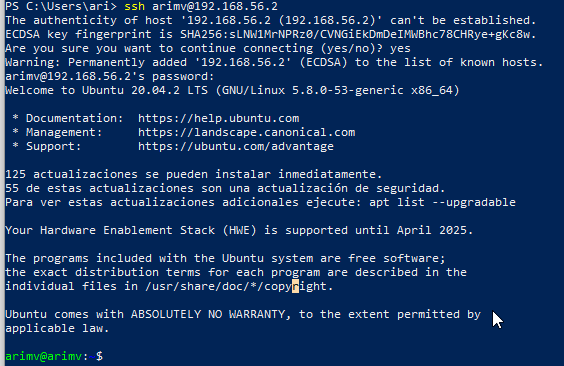 PS C:\Users\ari> ssh arimv@192.168.56.2
The authenticity of host '192.168.56.2 (192.168.56.2)' can't be established.
ECDSA key fingerprint is SHA256:sLNW1MrNPRz0/CVNGiEkDmDeIMWBhc78CHRye+gKc8w.
Are you sure you want to continue connecting (yes/no)? yes
Warning: Permanently added '192.168.56.2' (ECDSA) to the list of known hosts.
arimv@192.168.56.2's password:
Welcome to Ubuntu 20.04.2 LTS (GNU/Linux 5.8.0-53-generic x86_64)
* Documentation: https://help.ubuntu.com
* Management: https://landscape.canonical.com
* Support: https://ubuntu.com/advantage
125 actualizaciones se pueden instalar inmediatamente.
55 de estas actualizaciones son una actualización de seguridad.
Para ver estas actualizaciones adicionales ejecute: apt list --upgradable
Your Hardware Enablement Stack (HWE) is supported until April 2025.
The programs included with the Ubuntu system are free software;
the exact distribution terms for each program are described in the
individual files in /usr/share/doc/*/copyright.
Ubuntu comes with ABSOLUTELY NO WARRANTY, to the extent permitted by
applicable law.
arimv@arimv:~$